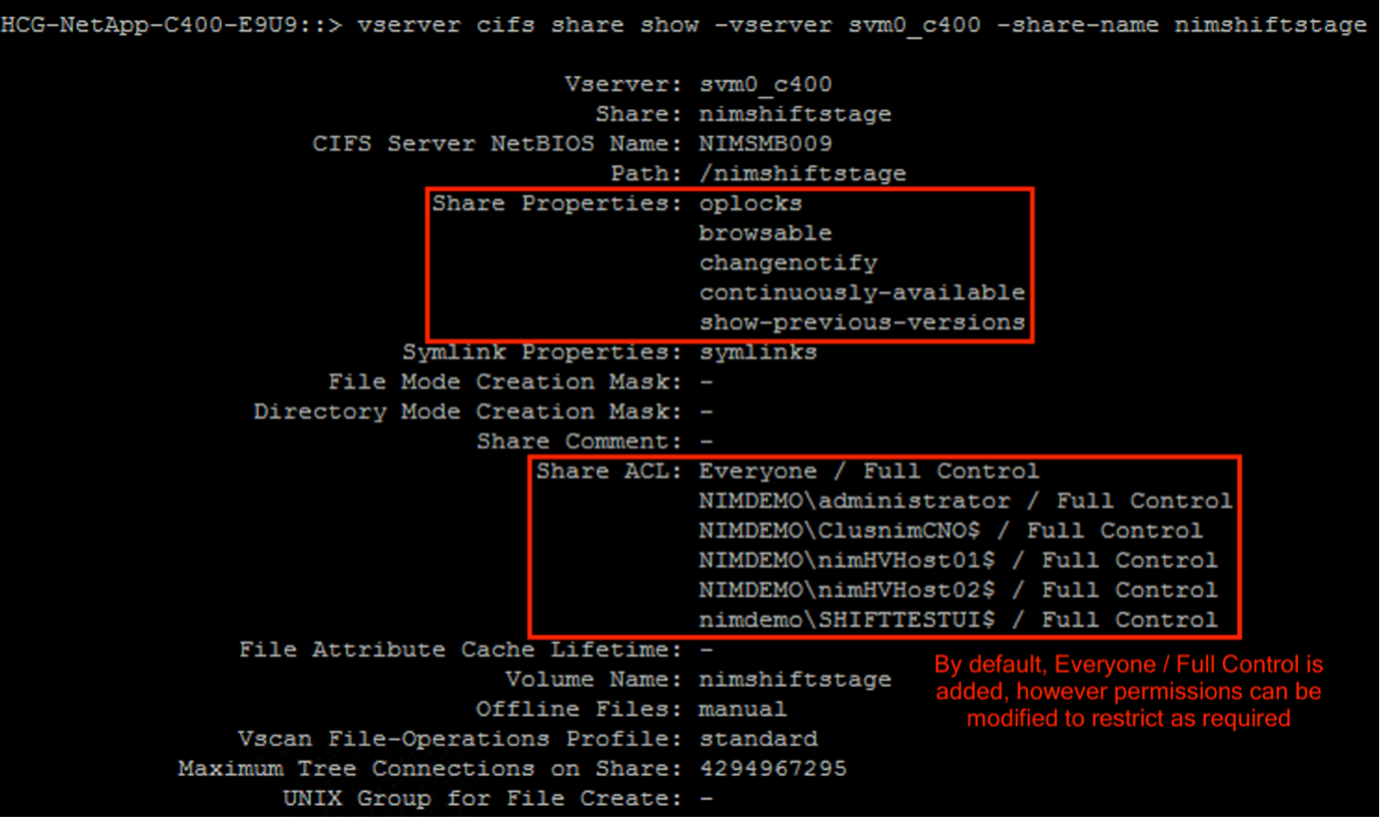 HCG-NetApp-C400-E9U9::> vserver cifs share show -vserver svm0_c400 -share-name nimshiftstage
Vserver: svm0_c400
Share: nimshiftstage
CIFS Server NetBIOS Name: NIMSMB009
Path: /nimshiftstage
Share Properties: oplocks
browsable
changenotify
continuously-available
show-previous-versions
Symlink Properties: symlinks
File Mode Creation Mask: -
Directory Mode Creation Mask: -
Share Comment: -
Share ACL: Everyone / Full Control
NIMDEMO\administrator / Full Control
NIMDEMO\ClusnimCNO$ / Full Control
NIMDEMO\nimHVHost01$ / Full Control
NIMDEMO\nimHVHost02$ / Full Control
nimdemo\SHIFTTESTUI$ / Full Control
File Attribute Cache Lifetime: -
Volume Name: nimshiftstage
Offline Files: manual
Vscan File-Operations Profile: standard
Maximum Tree Connections on Share: 4294967295
UNIX Group for File Create: -
By default, Everyone / Full Control is
added, however permissions can be
modified to restrict as required